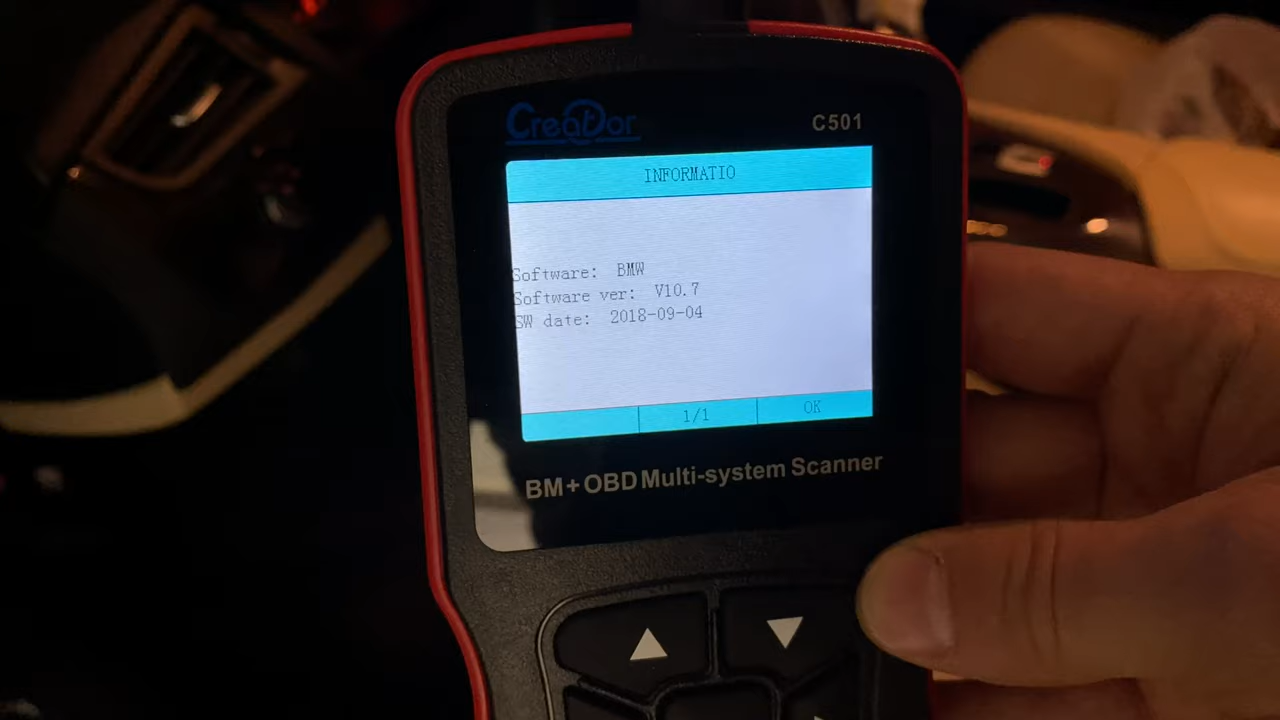 Creator
C501
INFORMATIO
Software: BMW
Software ver: V10.7
SW date: 2018-09-04
1/1
OK
BM+OBD Multi-system Scanner